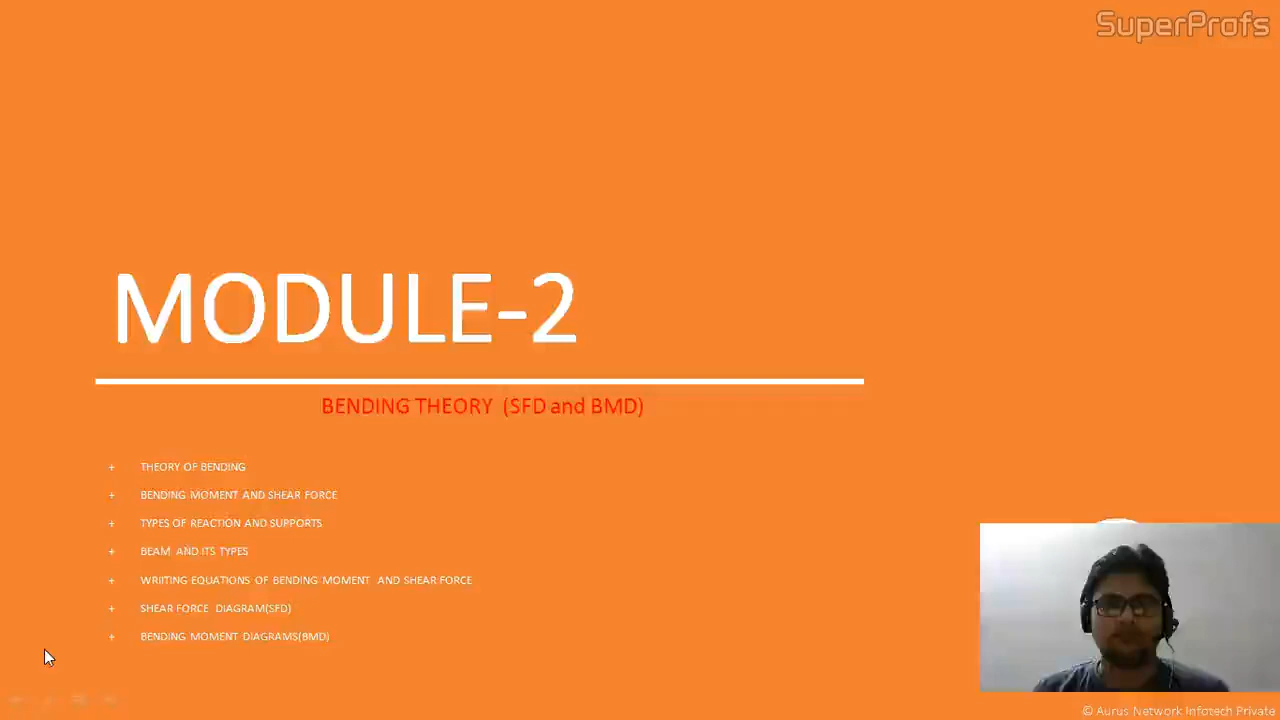 SuperProfs
MODULE-2
BENDING THEORY (SFD and BMD)
+ THEORY OF BENDING
+ BENDING MOMENT AND SHEAR FORCE
+ TYPES OF REACTION AND SUPPORTS
+ BEAM AND ITS TYPES
+ WRIITING EQUATIONS OF BENDING MOMENT AND SHEAR FORCE
+ SHEAR FORCE DIAGRAM(SFD)
+ BENDING MOMENT DIAGRAMS(BMD)
© Aurus Network Infotech Private